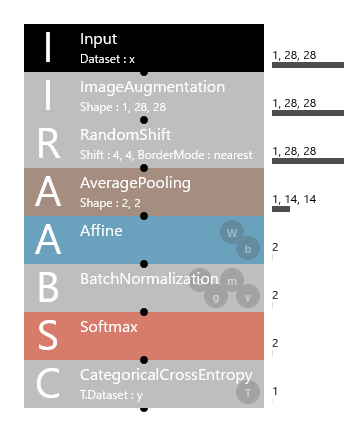 I Input
Dataset : x
1, 28, 28
I ImageAugmentation
Shape : 1, 28, 28
1, 28, 28
R RandomShift
Shift : 4, 4, BorderMode : nearest
1, 28, 28
A AveragePooling
Shape : 2, 2
1, 14, 14
A Affine
W
b
2
B BatchNormalization
m
g
v
2
S Softmax
2
C CategoricalCrossEntropy
T.Dataset : y
T
1